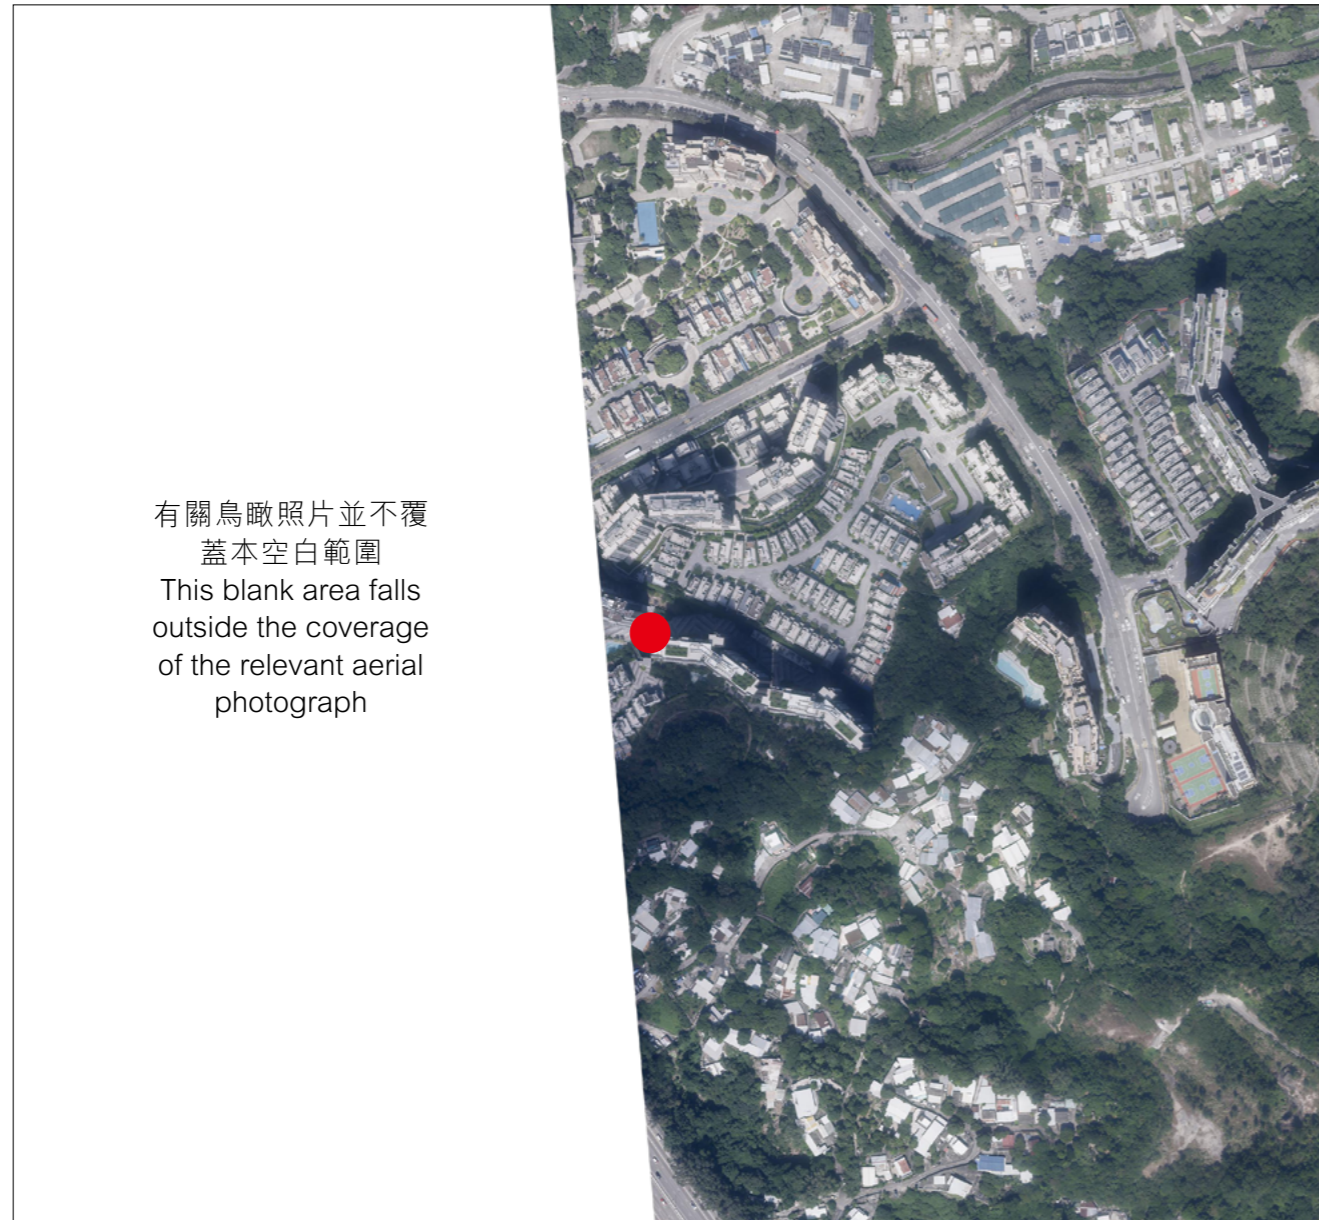 有關鳥瞰照片並不覆
蓋本空白範圍
This blank area falls
outside the coverage
of the relevant aerial
photograph